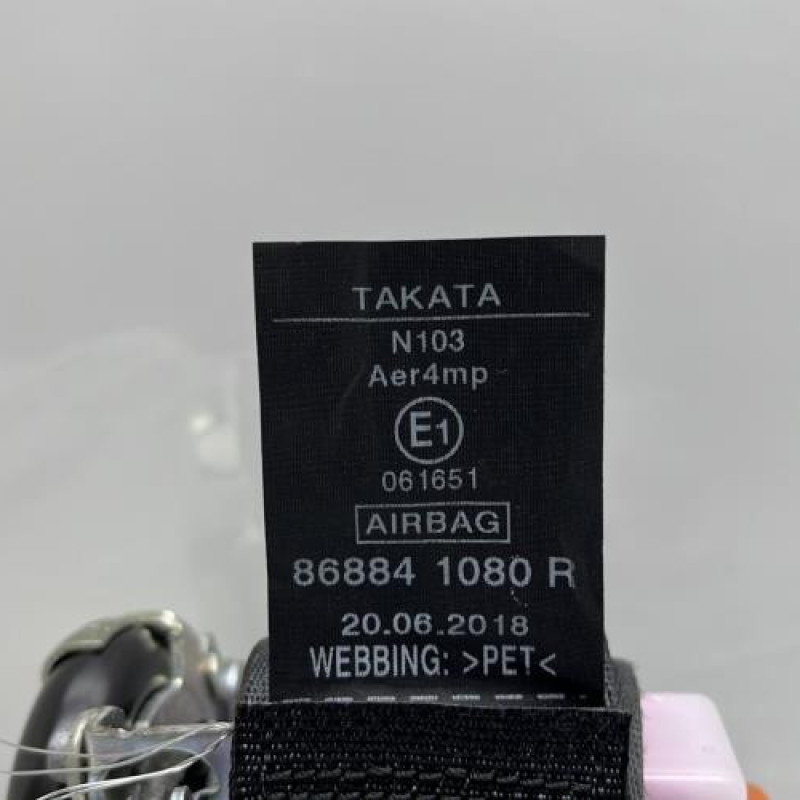 TAKATA
N103
Aer4mp
E1
061651
AIRBAG
86884 1080 R
20.06.2018
WEBBING: >PET<